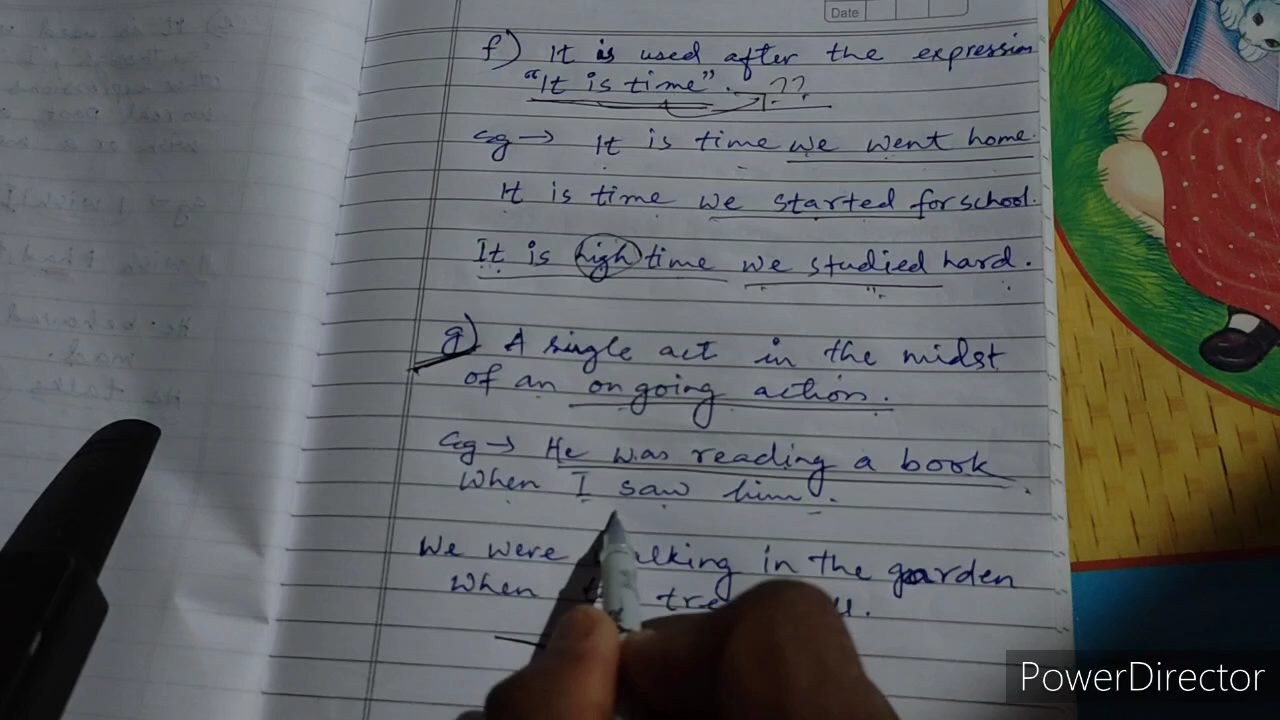 Date
f) It is used after the expression
"It is time". ??
eg → It is time we went home.
It is time we started for school.
It is high time we studied hard.
g) A single act in the midst
of an ongoing action.
Eg → He was reading a book
when I saw him.
We were in the garden
when
PowerDirector